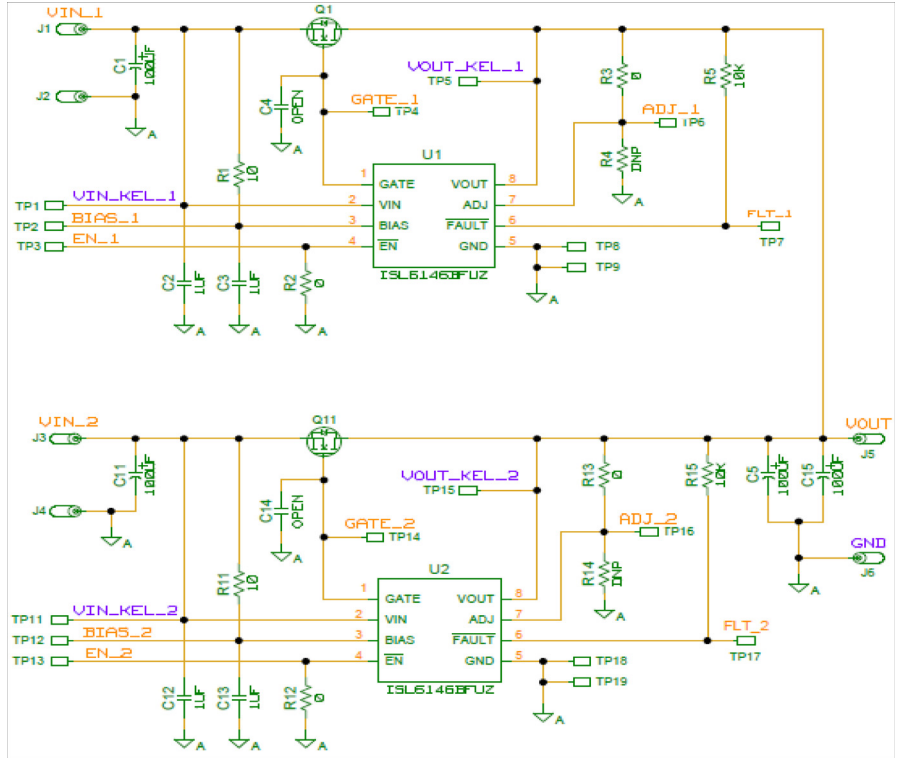 VIN_1
J1
Q1
C1
100UF
J2
A
C4
OPEN
A
VOUT_KEL_1
TP5
GATE_1
TP4
R3
0
R5
10K
ADJ_1
TP6
R4
DNP
A
R1
10
U1
1
GATE
VOUT
8
TP1
VIN_KEL_1
2
VIN
ADJ
7
TP2
BIAS_1
3
BIAS
FAULT
6
FLT_1
TP7
TP3
EN_1
4
EN
GND
5
TP8
TP9
ISL6146BFUZ
C2
1UF
C3
1UF
R2
0
A
A
A
A
VIN_2
J3
Q11
VOUT
J5
C11
100UF
J4
A
C14
OPEN
A
VOUT_KEL_2
TP15
GATE_2
TP14
R13
0
R15
10K
C5
100UF
C15
100UF
ADJ_2
TP16
R14
DNP
A
GND
J6
A
R11
10
U2
1
GATE
VOUT
8
TP11
VIN_KEL_2
2
VIN
ADJ
7
TP12
BIAS_2
3
BIAS
FAULT
6
FLT_2
TP17
TP13
EN_2
4
EN
GND
5
TP18
TP19
ISL6146BFUZ
C12
1UF
C13
1UF
R12
0
A
A
A
A